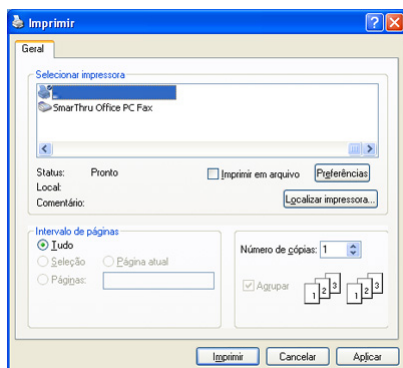 Imprimir
Geral
Selecionar impressora
SmarThru Office PC Fax
Status: Pronto
Imprimir em arquivo
Preferências
Local:
Comentário:
Localizar impressora...
Intervalo de páginas
Tudo
Seleção
Página atual
Páginas:
Número de cópias: 1
Agrupar
1 2 3 1 2 3
Imprimir
Cancelar
Aplicar